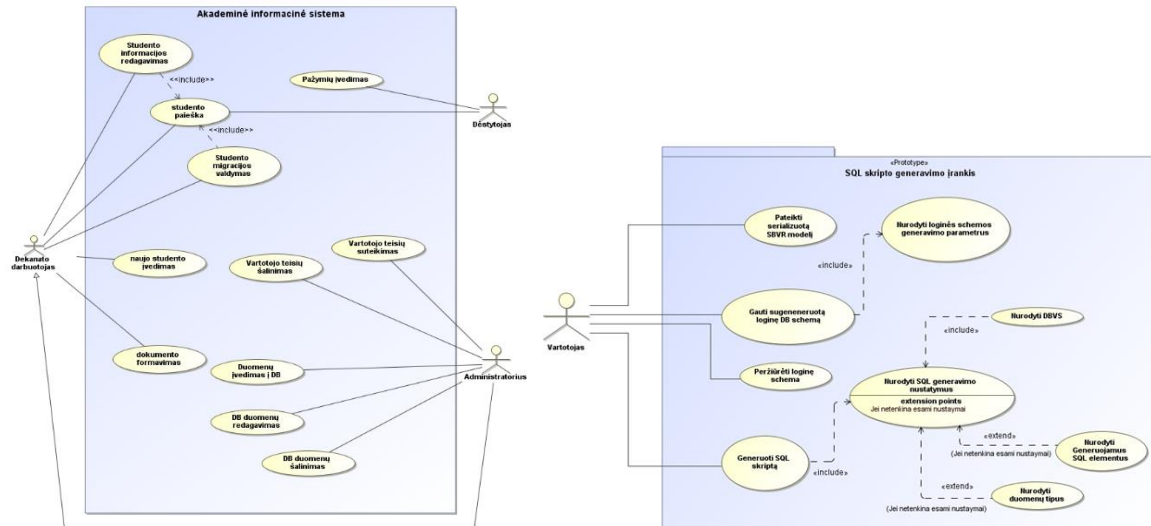 Akademinė informacinė sistema
Studento
informacijos
redagavimas
<<include>>
Pažymių įvedimas
studento
paieška
Dėstytojas
<<include>>
Studento
migracijos
valdymas
Dekanato
darbuotojas
naujo studento
įvedimas
Vartotojo teisių
šalinimas
Vartotojo teisių
suteikimas
dokumento
formavimas
Duomenų
įvedimas į DB
Administratorius
DB duomenų
redagavimas
DB duomenų
šalinimas
«Prototype»
SQL skripto generavimo įrankis
Pateikti
serializuotą
SBVR modelį
Nurodyti loginės schemos
generavimo parametrus
«include»
Gauti sugeneneruotą
loginę DB schemą
Nurodyti DBVS
«include»
Vartotojas
Peržiūrėti loginę
schema
Nurodyti SQL generavimo
nustatymus
extension points
Jei netenkina esami nustaymai
«extend»
(Jei netenkina esami nustaymai)
Nurodyti
Generuojamus
SQL elementus
Generuoti SQL
skriptą
«include»
«extend»
(Jei netenkina esami nustaymai)
Nurodyti
duomenų tipus